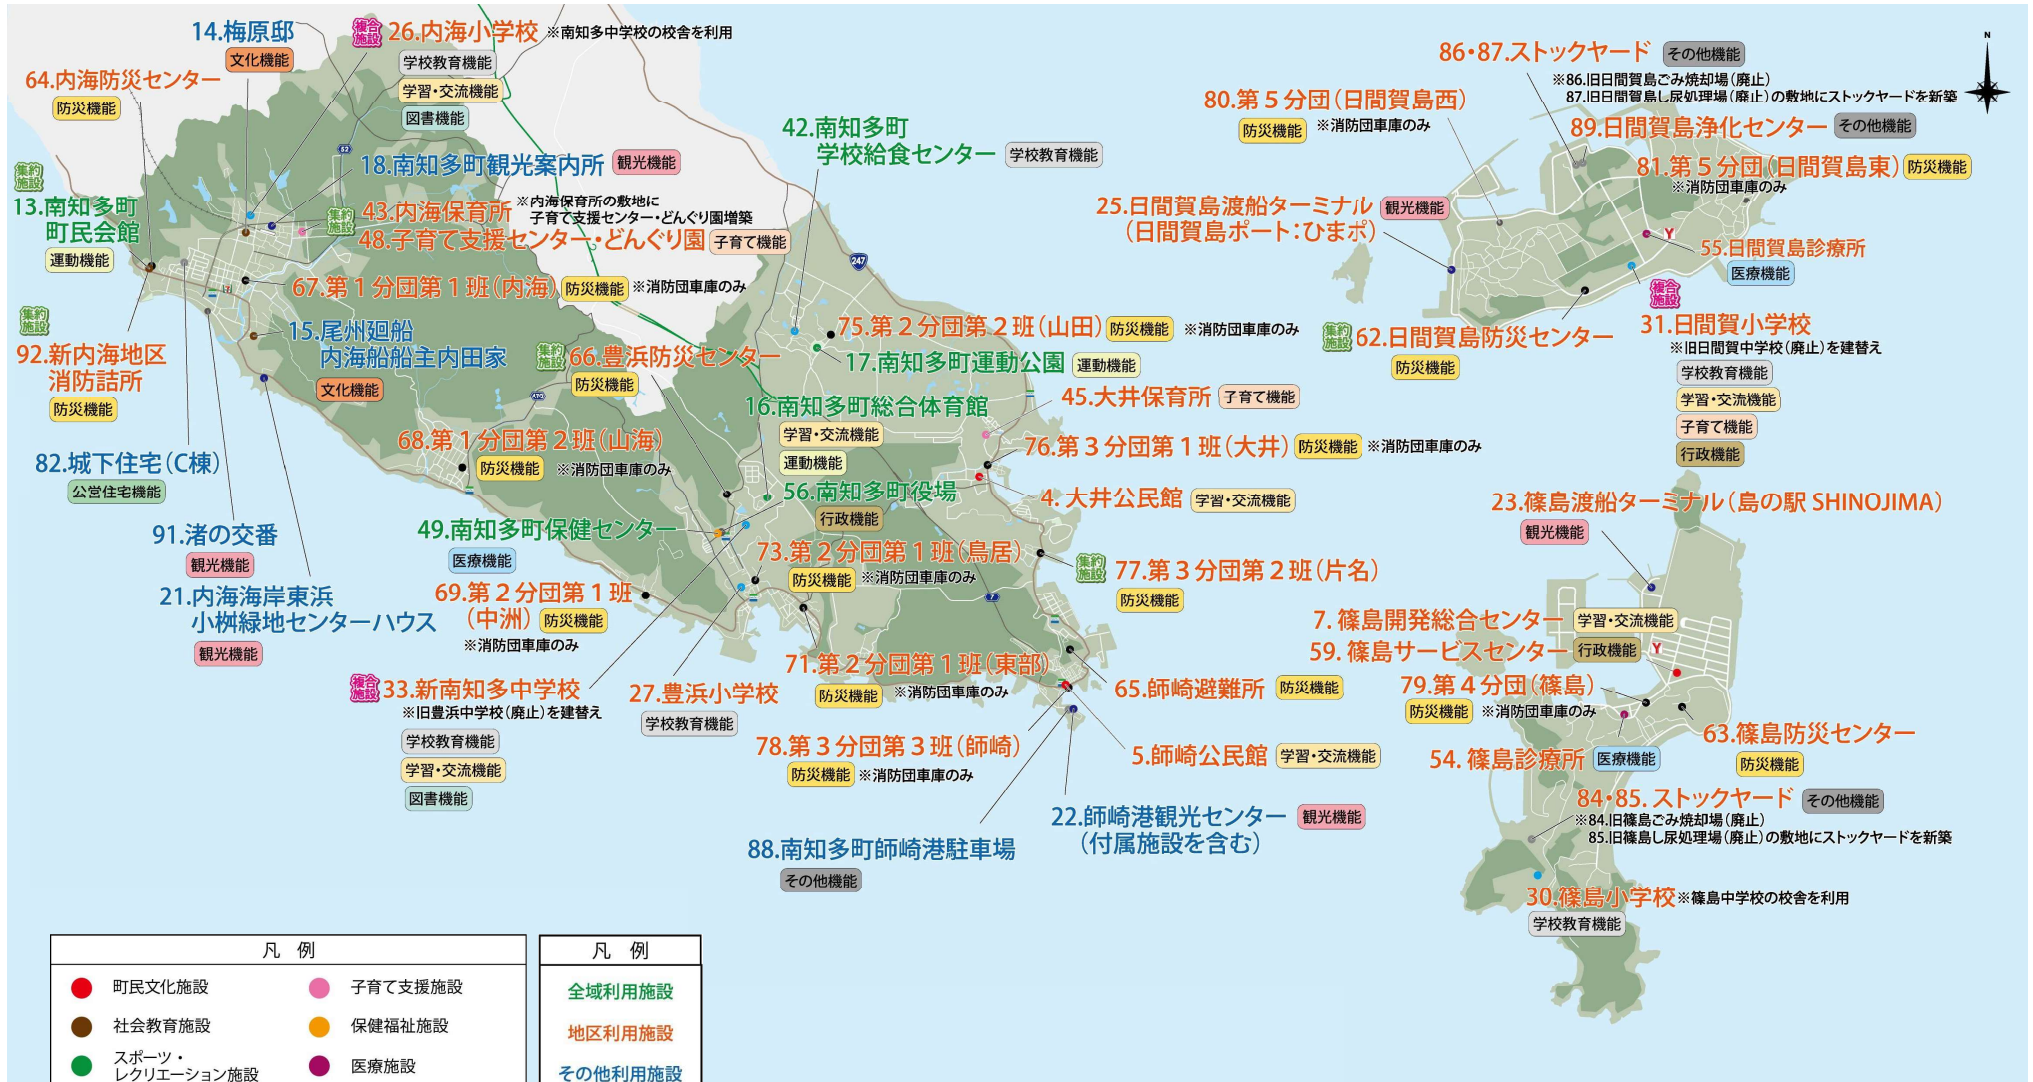 14.梅原邸
文化機能
複合施設
26.内海小学校 ※南知多中学校の校舎を利用
学校教育機能
学習・交流機能
図書機能
64.内海防災センター
防災機能
52
18.南知多町観光案内所 観光機能
集約施設
13.南知多町
町民会館
運動機能
集約施設
43.内海保育所 ※内海保育所の敷地に
子育て支援センター・どんぐり園増築
48.子育て支援センター・どんぐり園 子育て機能
67.第1分団第1班(内海) 防災機能 ※消防団車庫のみ
集約施設
92.新内海地区
消防詰所
防災機能
15.尾州廻船
内海船船主内田家
文化機能
集約施設
66.豊浜防災センター
防災機能
82.城下住宅(C棟)
公営住宅機能
91.渚の交番
観光機能
21.内海海岸東浜
小桝緑地センターハウス
観光機能
68.第1分団第2班(山海)
防災機能 ※消防団車庫のみ
49.南知多町保健センター
医療機能
69.第2分団第1班
(中洲) 防災機能
※消防団車庫のみ
複合施設
33.新南知多中学校
※旧豊浜中学校(廃止)を建替え
学校教育機能
学習・交流機能
図書機能
27.豊浜小学校
学校教育機能
42.南知多町
学校給食センター 学校教育機能
247
75.第2分団第2班(山田) 防災機能 ※消防団車庫のみ
17.南知多町運動公園 運動機能
16.南知多町総合体育館
学習・交流機能
運動機能
45.大井保育所 子育て機能
76.第3分団第1班(大井) 防災機能 ※消防団車庫のみ
56.南知多町役場
行政機能
4.大井公民館 学習・交流機能
73.第2分団第1班(鳥居)
防災機能 ※消防団車庫のみ
集約施設
77.第3分団第2班(片名)
防災機能
7
71.第2分団第1班(東部)
防災機能 ※消防団車庫のみ
65.師崎避難所 防災機能
78.第3分団第3班(師崎)
防災機能 ※消防団車庫のみ
5.師崎公民館 学習・交流機能
22.師崎港観光センター 観光機能
(付属施設を含む)
88.南知多町師崎港駐車場
その他機能
N
86・87.ストックヤード その他機能
※86.旧日間賀島ごみ焼却場(廃止)
87.旧日間賀島し尿処理場(廃止)の敷地にストックヤードを新築
80.第5分団(日間賀島西)
防災機能 ※消防団車庫のみ
89.日間賀島浄化センター その他機能
81.第5分団(日間賀島東) 防災機能
※消防団車庫のみ
25.日間賀島渡船ターミナル 観光機能
(日間賀島ポート:ひまポ)
55.日間賀島診療所
医療機能
集約施設
62.日間賀島防災センター
防災機能
複合施設
31.日間賀小学校
※旧日間賀中学校(廃止)を建替え
学校教育機能
学習・交流機能
子育て機能
行政機能
23.篠島渡船ターミナル(島の駅 SHINOJIMA)
観光機能
7.篠島開発総合センター 学習・交流機能
59.篠島サービスセンター 行政機能
79.第4分団(篠島)
防災機能 ※消防団車庫のみ
54.篠島診療所 医療機能
63.篠島防災センター
防災機能
84・85.ストックヤード その他機能
※84.旧篠島ごみ焼却場(廃止)
85.旧篠島し尿処理場(廃止)の敷地にストックヤードを新築
30.篠島小学校 ※篠島中学校の校舎を利用
学校教育機能
凡 例
町民文化施設
子育て支援施設
社会教育施設
保健福祉施設
スポーツ・
レクリエーション施設
医療施設
凡 例
全域利用施設
地区利用施設
その他利用施設